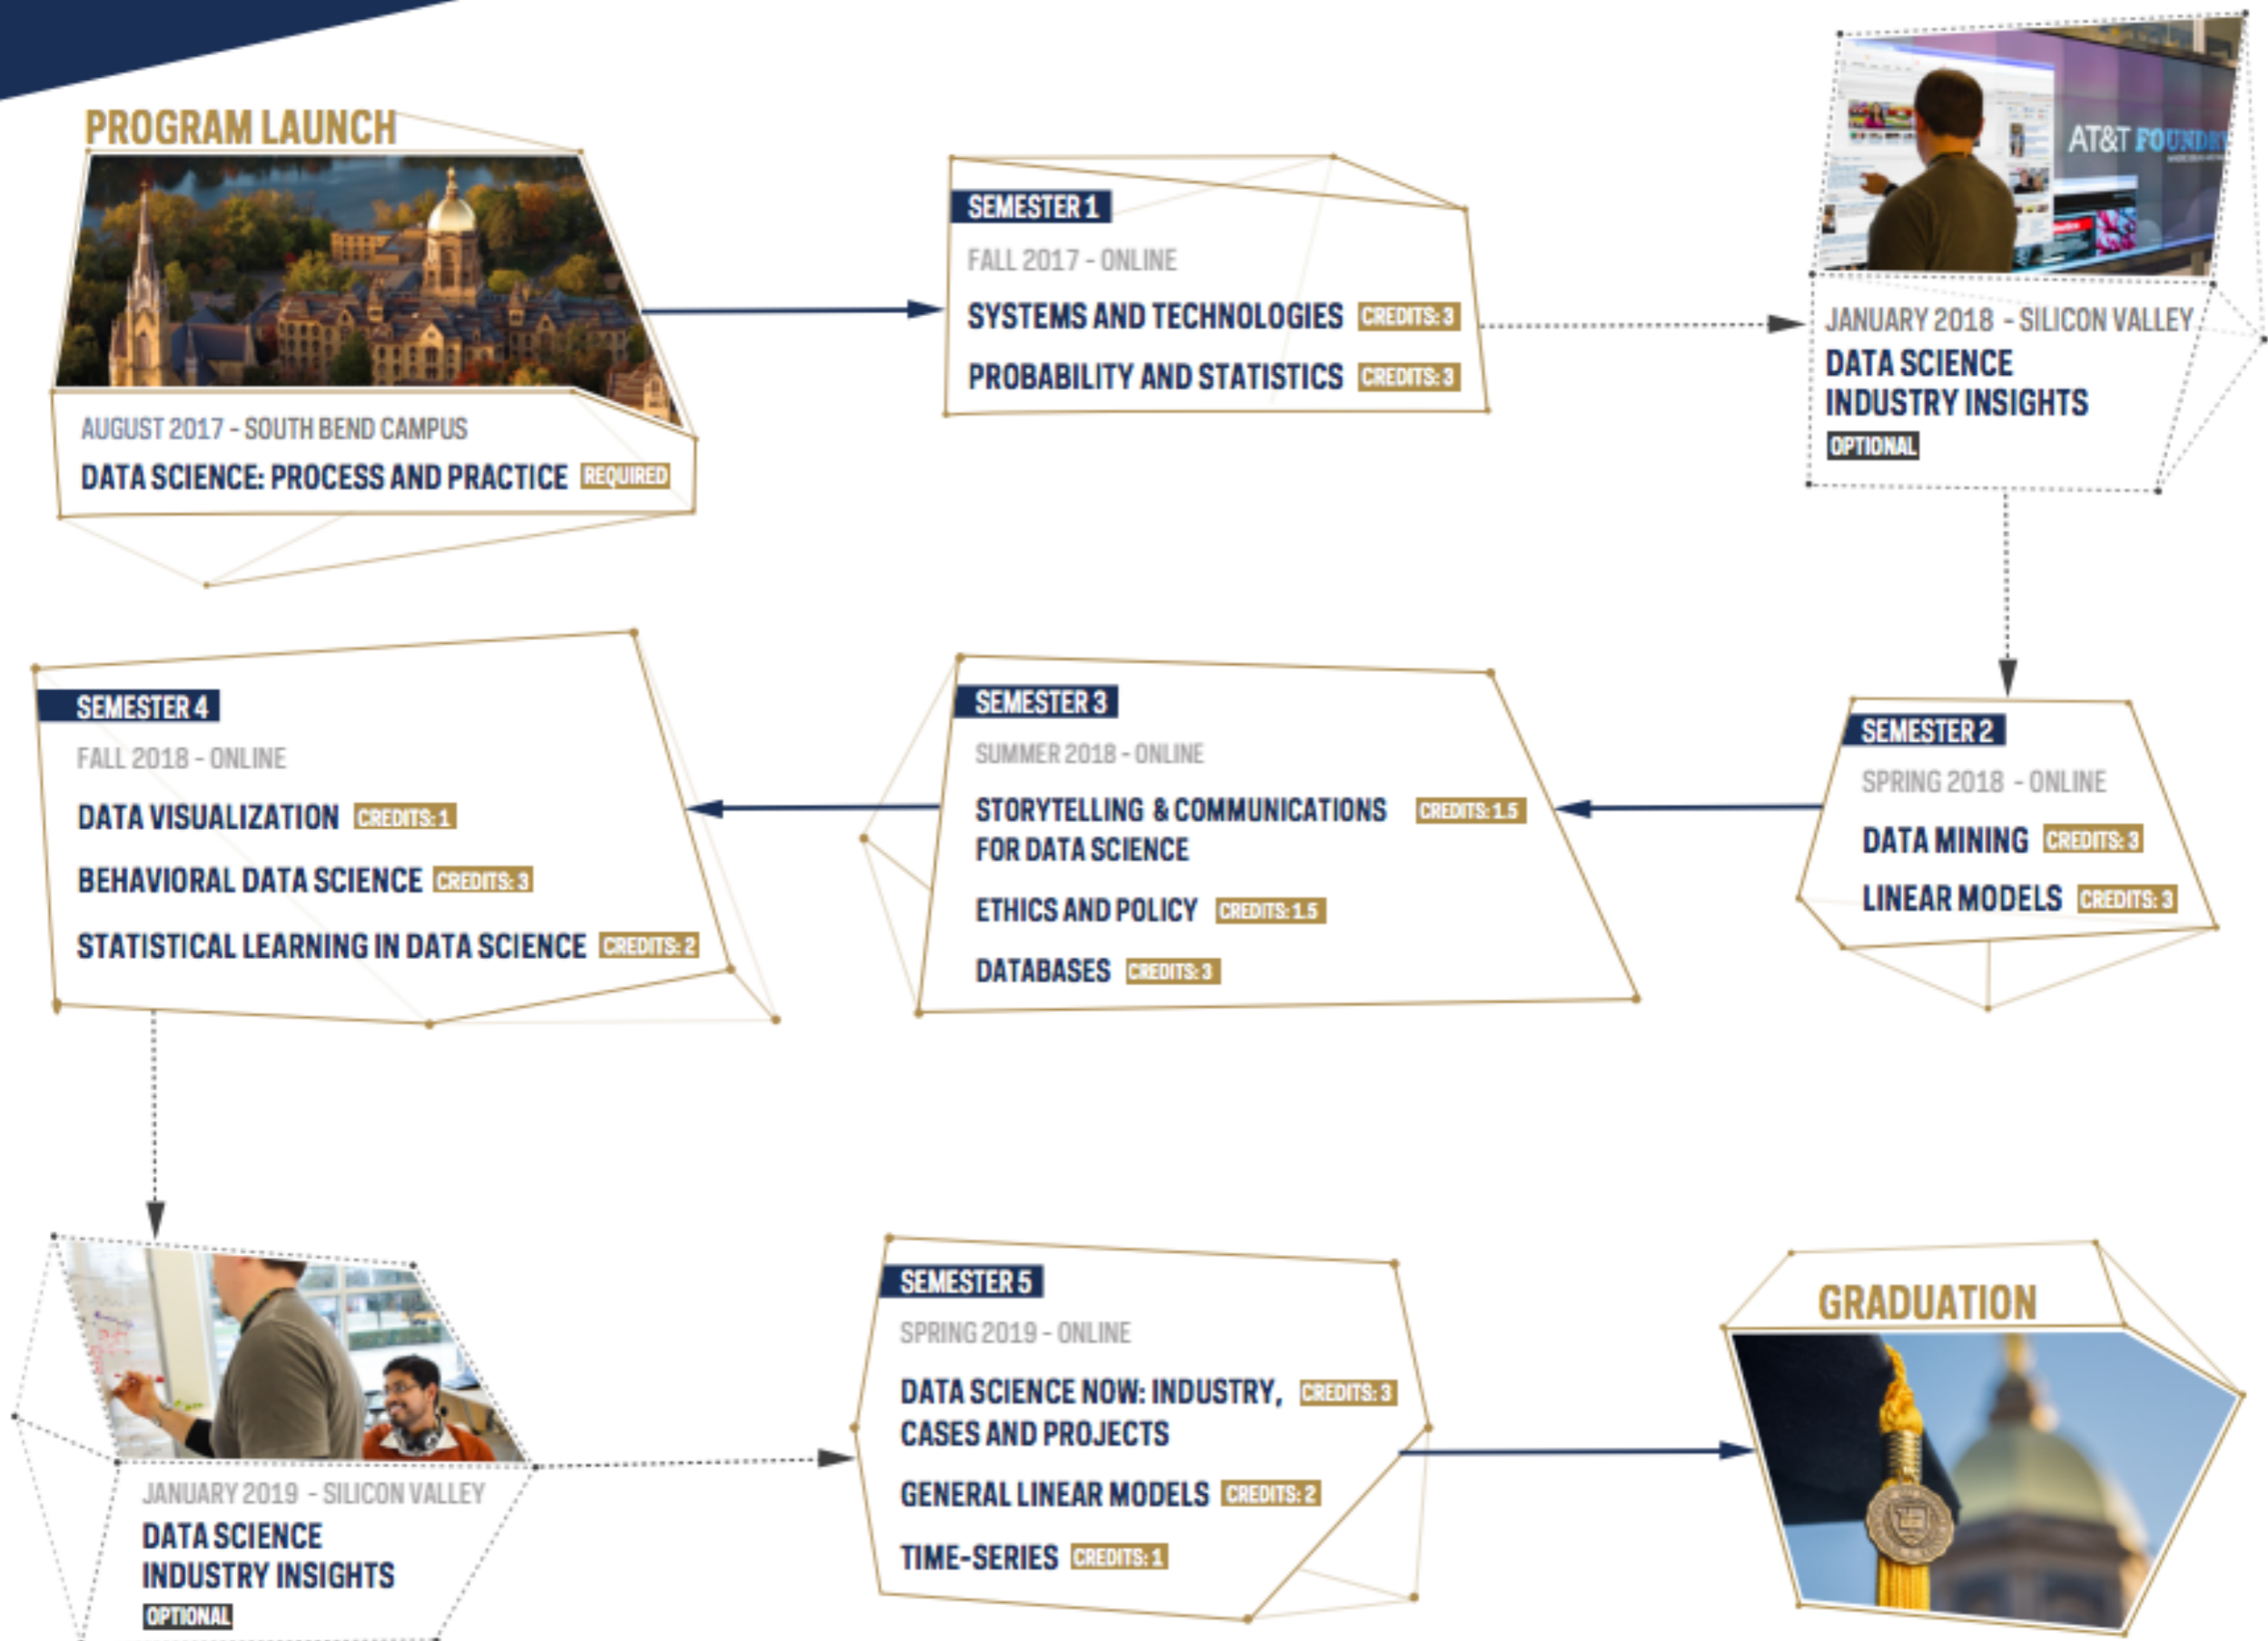 PROGRAM LAUNCH
AUGUST 2017 - SOUTH BEND CAMPUS
DATA SCIENCE: PROCESS AND PRACTICE REQUIRED
SEMESTER 1
FALL 2017 - ONLINE
SYSTEMS AND TECHNOLOGIES CREDITS: 3
PROBABILITY AND STATISTICS CREDITS: 3
AT&T FOUNDRY
JANUARY 2018 - SILICON VALLEY
DATA SCIENCE
INDUSTRY INSIGHTS
OPTIONAL
SEMESTER 2
SPRING 2018 - ONLINE
DATA MINING CREDITS: 3
LINEAR MODELS CREDITS: 3
SEMESTER 3
SUMMER 2018 - ONLINE
STORYTELLING & COMMUNICATIONS CREDITS: 1.5
FOR DATA SCIENCE
ETHICS AND POLICY CREDITS: 1.5
DATABASES CREDITS: 3
SEMESTER 4
FALL 2018 - ONLINE
DATA VISUALIZATION CREDITS: 1
BEHAVIORAL DATA SCIENCE CREDITS: 3
STATISTICAL LEARNING IN DATA SCIENCE CREDITS: 2
JANUARY 2019 - SILICON VALLEY
DATA SCIENCE
INDUSTRY INSIGHTS
OPTIONAL
SEMESTER 5
SPRING 2019 - ONLINE
DATA SCIENCE NOW: INDUSTRY, CREDITS: 3
CASES AND PROJECTS
GENERAL LINEAR MODELS CREDITS: 2
TIME-SERIES CREDITS: 1
GRADUATION